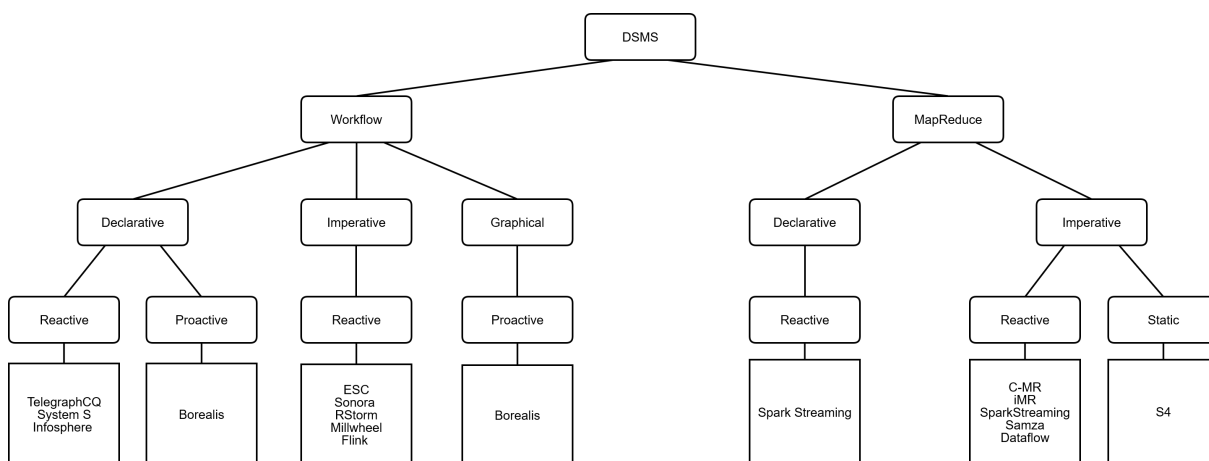 DSMS
Workflow
MapReduce
Declarative
Imperative
Graphical
Declarative
Imperative
Reactive
Proactive
Reactive
Proactive
Reactive
Reactive
Static
TelegraphCQ
System S
Infosphere
Borealis
ESC
Sonora
RStorm
Millwheel
Flink
Borealis
Spark Streaming
C-MR
iMR
SparkStreaming
Samza
Dataflow
S4